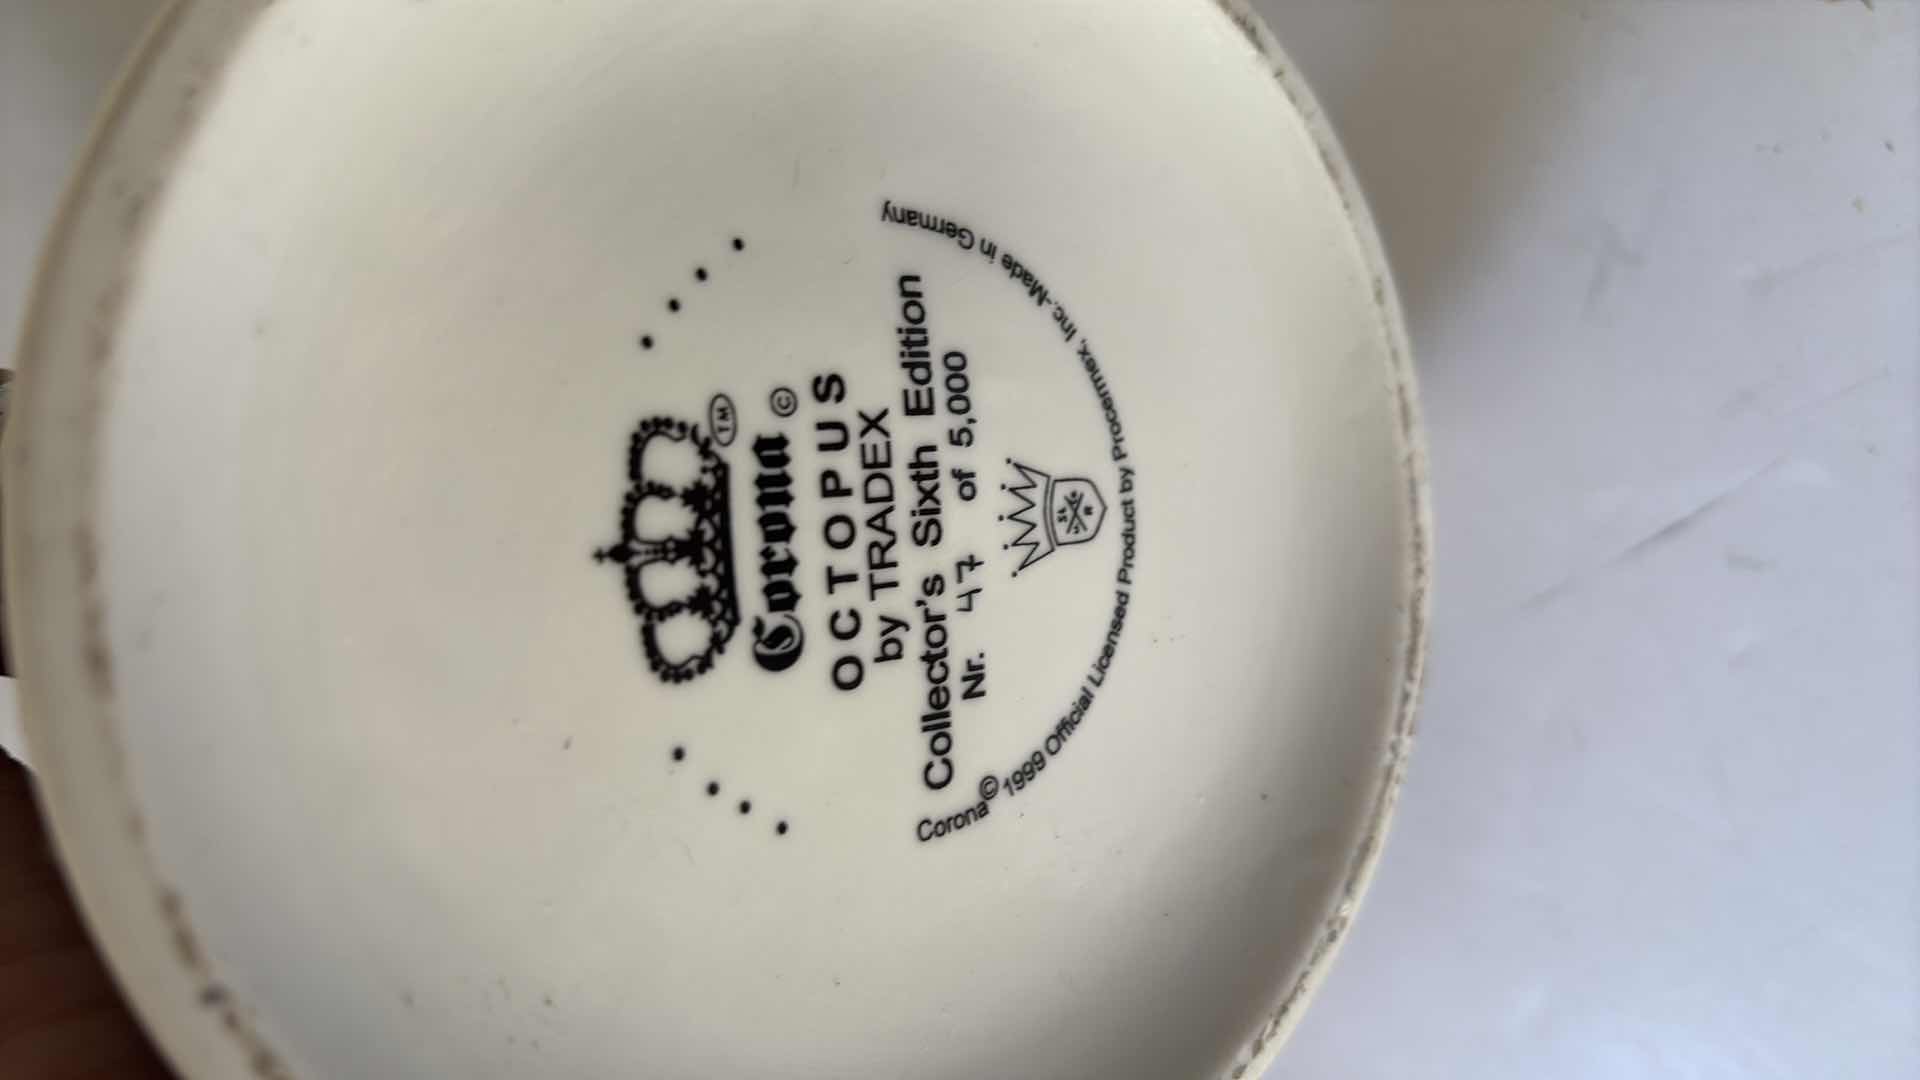 TM
Corona ©
OCTOPUS
by TRADEX
Collector's Sixth Edition
Nr. 47 of 5,000
Corona© 1999 Official Licensed Product by Procermex, Inc.-Made in Germany